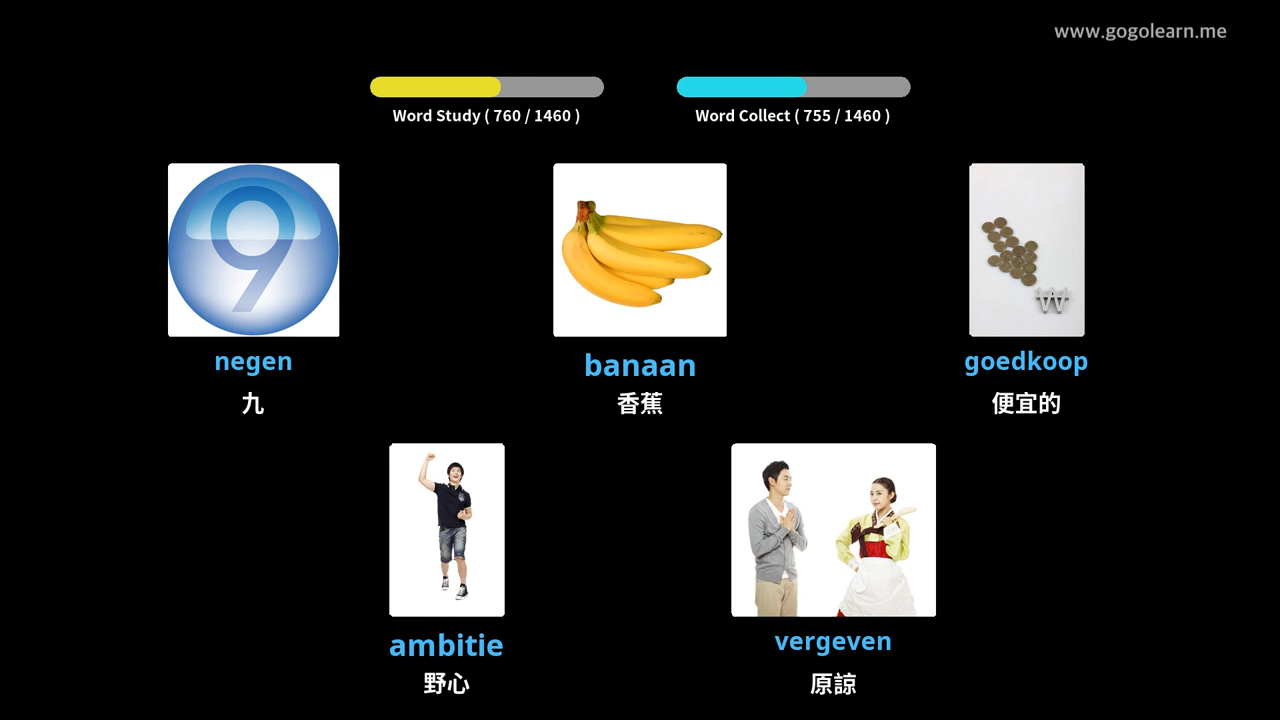 www.gogolearn.me
Word Study ( 760 / 1460 )
Word Collect ( 755 / 1460 )
9
negen
九
banaan
香蕉
₩
goedkoop
便宜的
ambitie
野心
vergeven
原諒